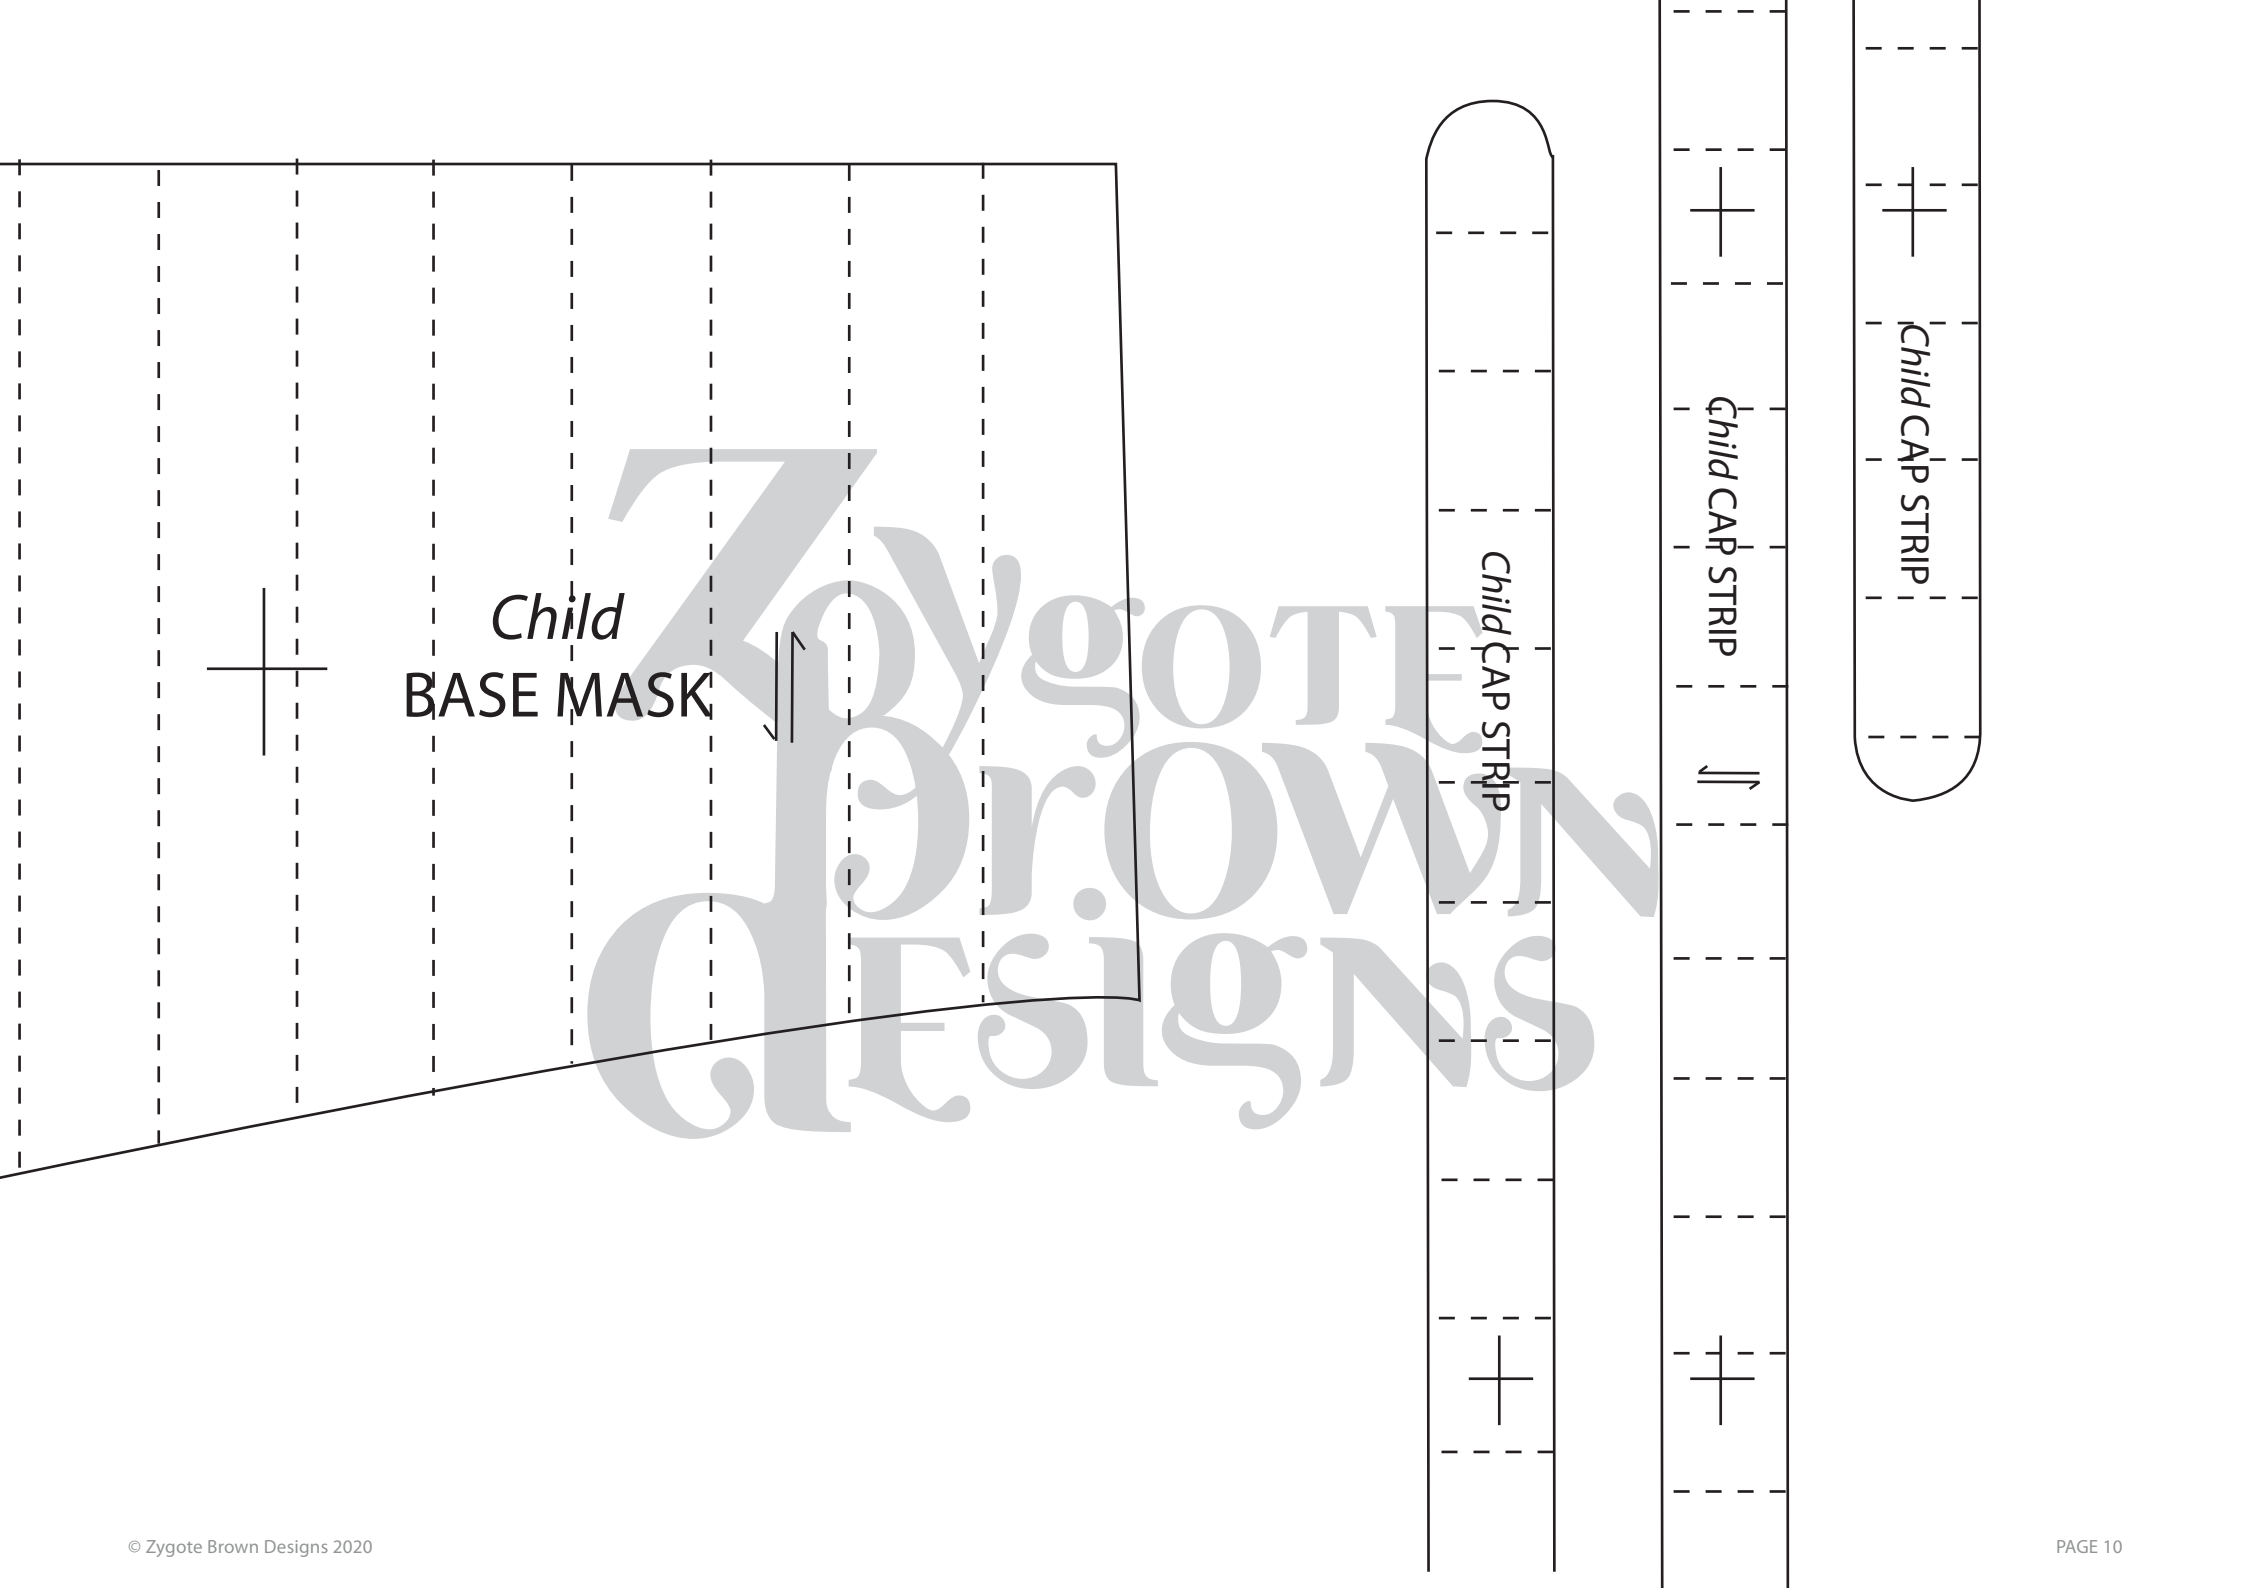 Child
BASE MASK
Zygote
Brown
Designs
Child CAP STRIP
Child CAP STRIP
Child CAP STRIP
© Zygote Brown Designs 2020
PAGE 10